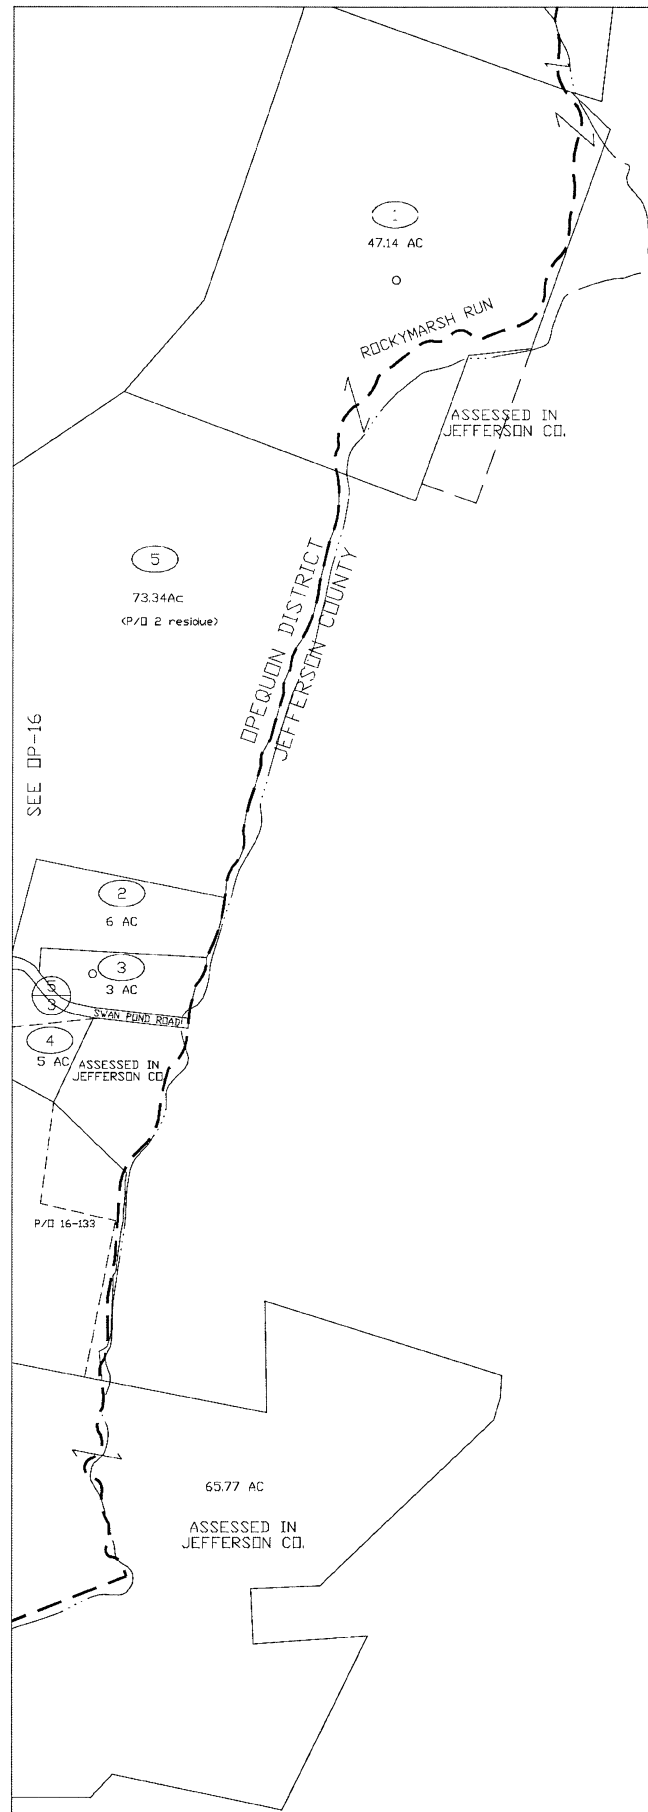 1
47.14 AC
ROCKYMARSH RUN
ASSESSED IN
JEFFERSON CO.
5
73.34Ac
(P/O 2 residue)
OPEQUON DISTRICT
JEFFERSON COUNTY
SEE OP-16
2
6 AC
3
3 AC
5
3
SWAN POND ROAD
4
5 AC
ASSESSED IN
JEFFERSON CO
P/O 16-133
65.77 AC
ASSESSED IN
JEFFERSON CO.